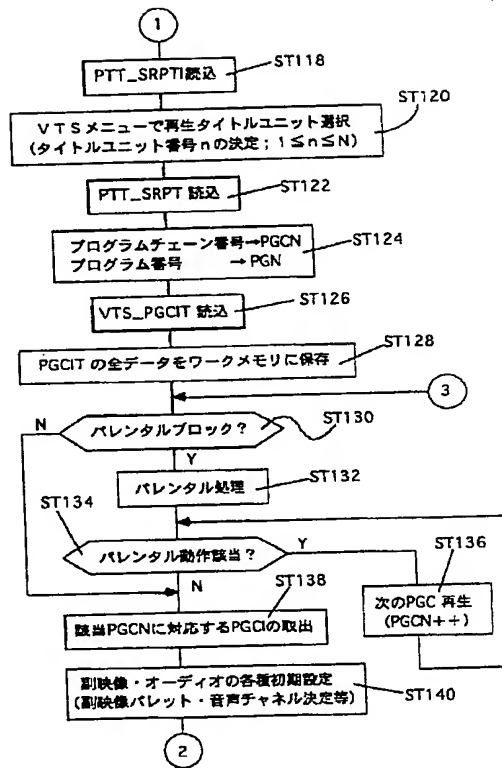 1
PTT_SRPTI読込
ST118
ST120
VTSメニューで再生タイトルユニット選択
(タイトルユニット番号nの決定；1≦n≦N)
PTT_SRPT 読込
ST122
プログラムチェーン番号→PGCN
プログラム番号 →PGN
ST124
VTS_PGCIT 読込
ST126
PGCIT の全データをワークメモリに保存
ST128
3
N
パレンタルブロック？
ST130
Y
パレンタル処理
ST132
ST134
パレンタル動作該当？
Y
ST136
N
ST138
次のPGC 再生
(PGCN++)
該当PGCNに対応するPGCIの取出
副映像・オーディオの各種初期設定
(副映像パレット・音声チャネル決定等)
ST140
2